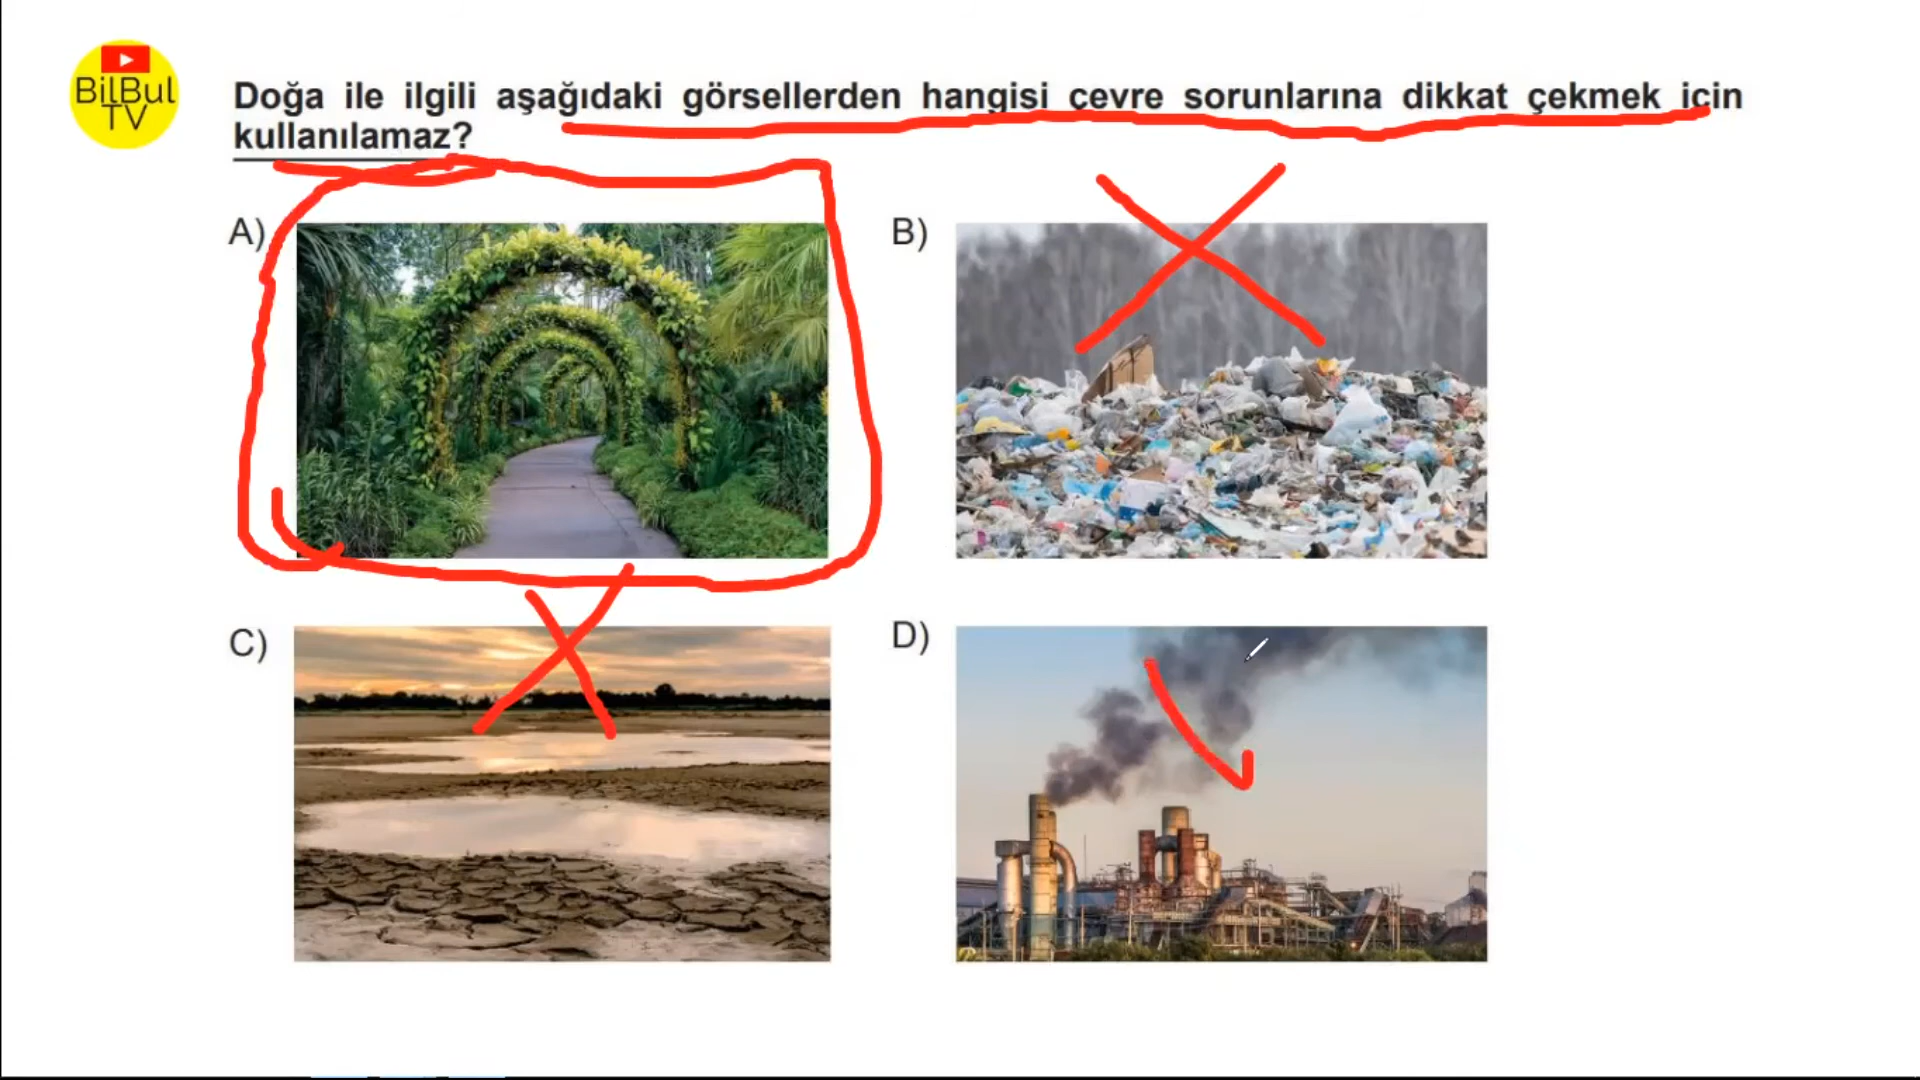 BilBul
TV
Doğa ile ilgili aşağıdaki görsellerden hangisi çevre sorunlarına dikkat çekmek için
kullanılamaz?
A)
B)
C)
D)